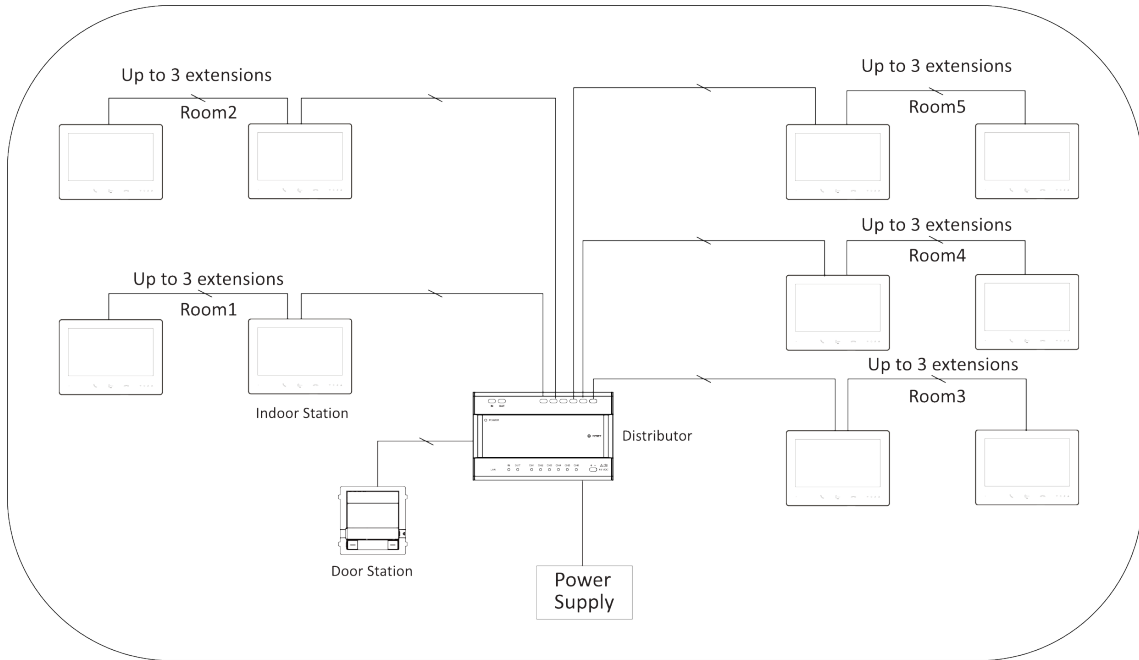 Up to 3 extensions
Room2
Up to 3 extensions
Room5
Up to 3 extensions
Room4
Up to 3 extensions
Room1
Up to 3 extensions
Room3
Indoor Station
Distributor
Door Station
Power
Supply